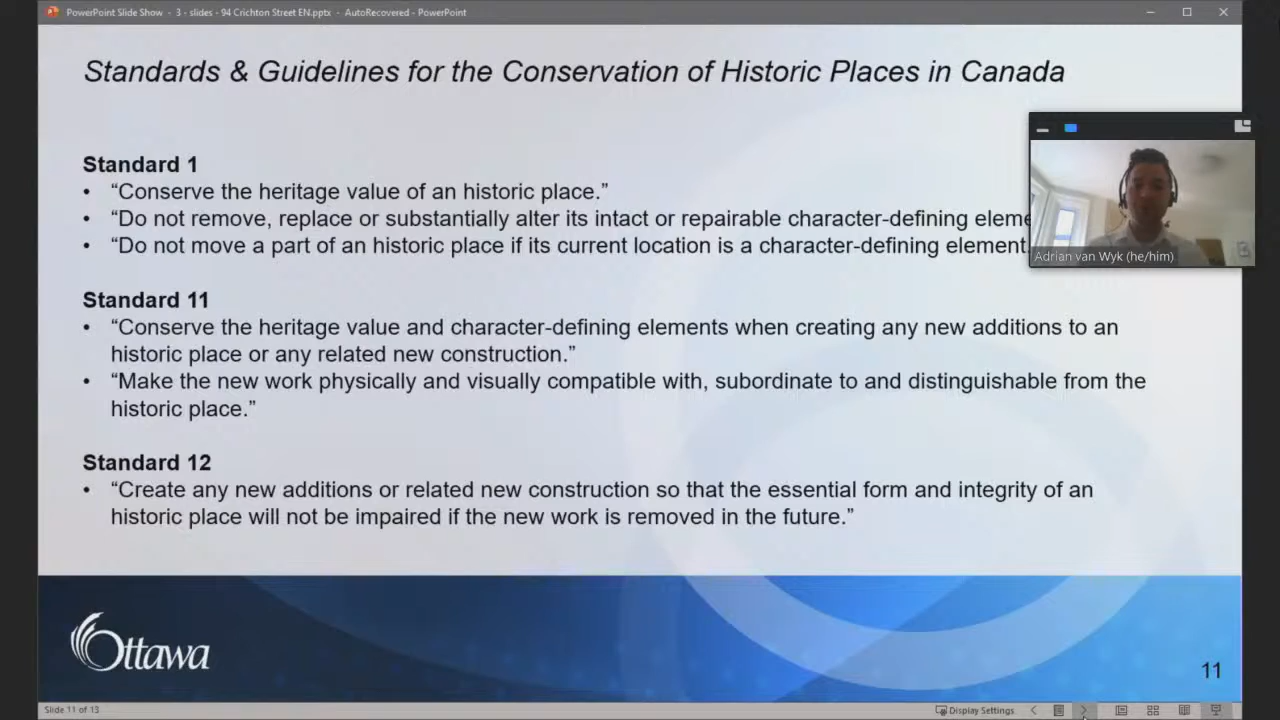 PowerPoint Slide Show - 3 - slides - 94 Crichton Street EN.pptx - AutoRecovered - PowerPoint
Standards & Guidelines for the Conservation of Historic Places in Canada
Standard 1
• “Conserve the heritage value of an historic place.”
• “Do not remove, replace or substantially alter its intact or repairable character-defining
• “Do not move a part of an historic place if its current location is a character-defining element.
Adrian van Wyk (he/him)
Standard 11
• “Conserve the heritage value and character-defining elements when creating any new additions to an
historic place or any related new construction.”
• “Make the new work physically and visually compatible with, subordinate to and distinguishable from the
historic place.”
Standard 12
• “Create any new additions or related new construction so that the essential form and integrity of an
historic place will not be impaired if the new work is removed in the future.”
Ottawa
11
Slide 11 of 13
Display Settings